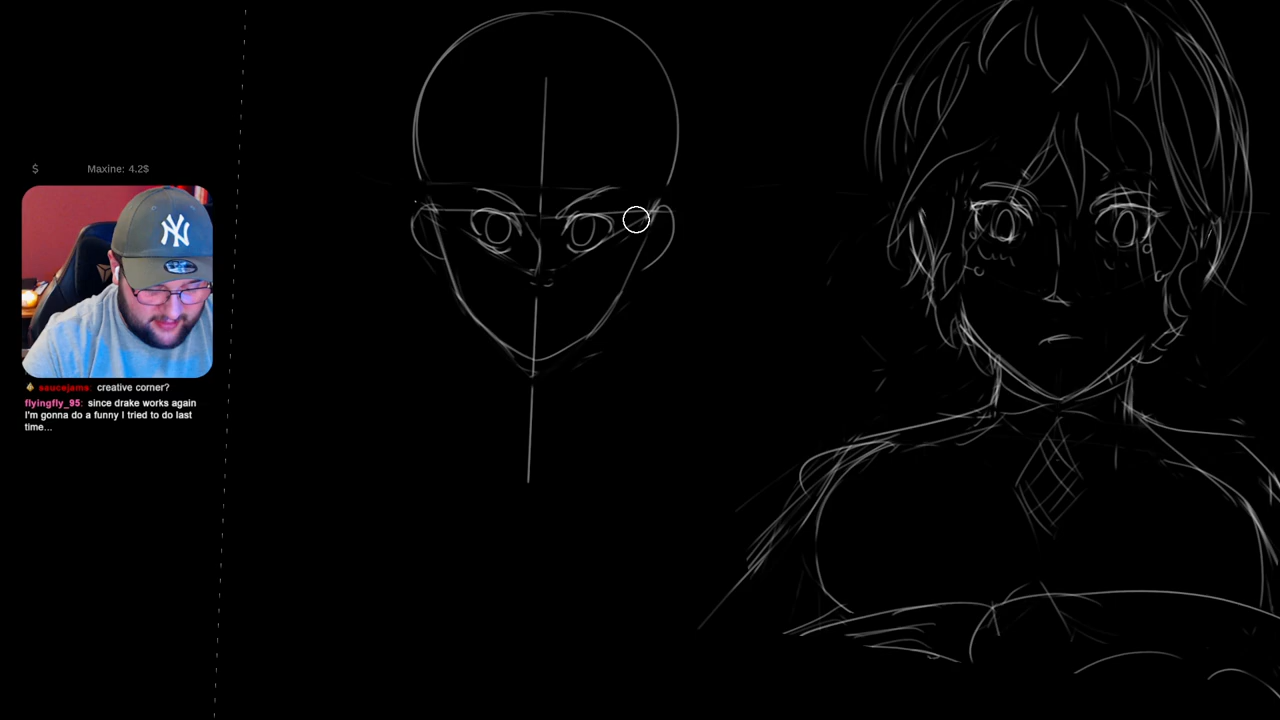 $ Maxine: 4.2$
NY
saucejams: creative corner?
flyingfly_95: since drake works again
I'm gonna do a funny I tried to do last
time...